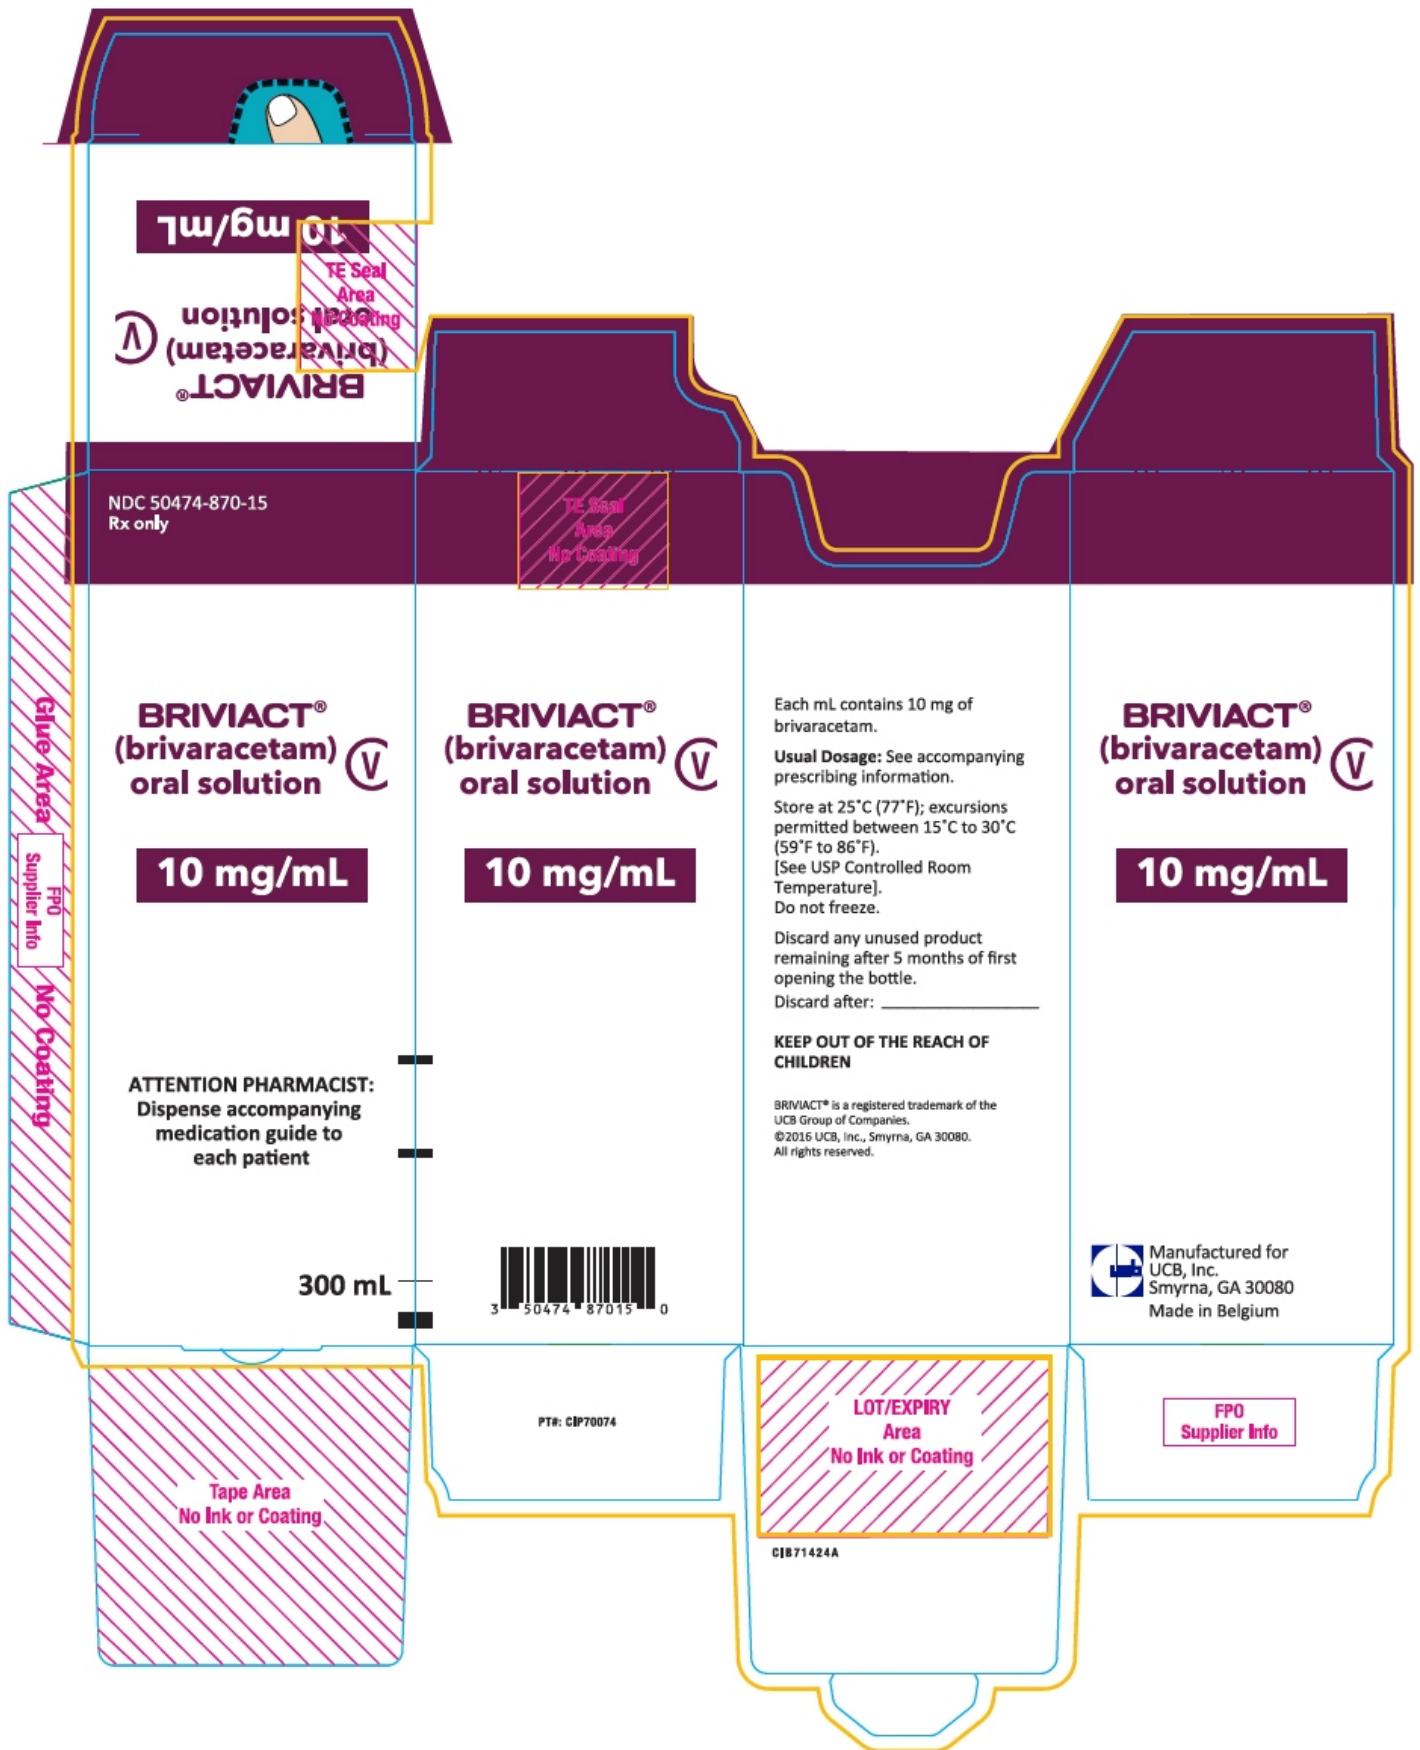 10 mg/mL
TE Seal
Area
No Coating
BRIVIACT®
(brivaracetam)
oral solution
CV
NDC 50474-870-15
Rx only
TE Seal
Area
No Coating
Glue Area
FPO
Supplier Info
No Coating
BRIVIACT®
(brivaracetam)
oral solution
CV
10 mg/mL
ATTENTION PHARMACIST:
Dispense accompanying
medication guide to
each patient
300 mL
BRIVIACT®
(brivaracetam)
oral solution
CV
10 mg/mL
3 50474 87015 0
Each mL contains 10 mg of
brivaracetam.
Usual Dosage: See accompanying
prescribing information.
Store at 25˚C (77˚F); excursions
permitted between 15˚C to 30˚C
(59˚F to 86˚F).
[See USP Controlled Room
Temperature].
Do not freeze.
Discard any unused product
remaining after 5 months of first
opening the bottle.
Discard after: ___________________
KEEP OUT OF THE REACH OF
CHILDREN
BRIVIACT® is a registered trademark of the
UCB Group of Companies.
©2016 UCB, Inc., Smyrna, GA 30080.
All rights reserved.
BRIVIACT®
(brivaracetam)
oral solution
CV
10 mg/mL
ucb
Manufactured for
UCB, Inc.
Smyrna, GA 30080
Made in Belgium
Tape Area
No Ink or Coating
PT#: CIP70074
LOT/EXPIRY
Area
No Ink or Coating
CIB71424A
FPO
Supplier Info